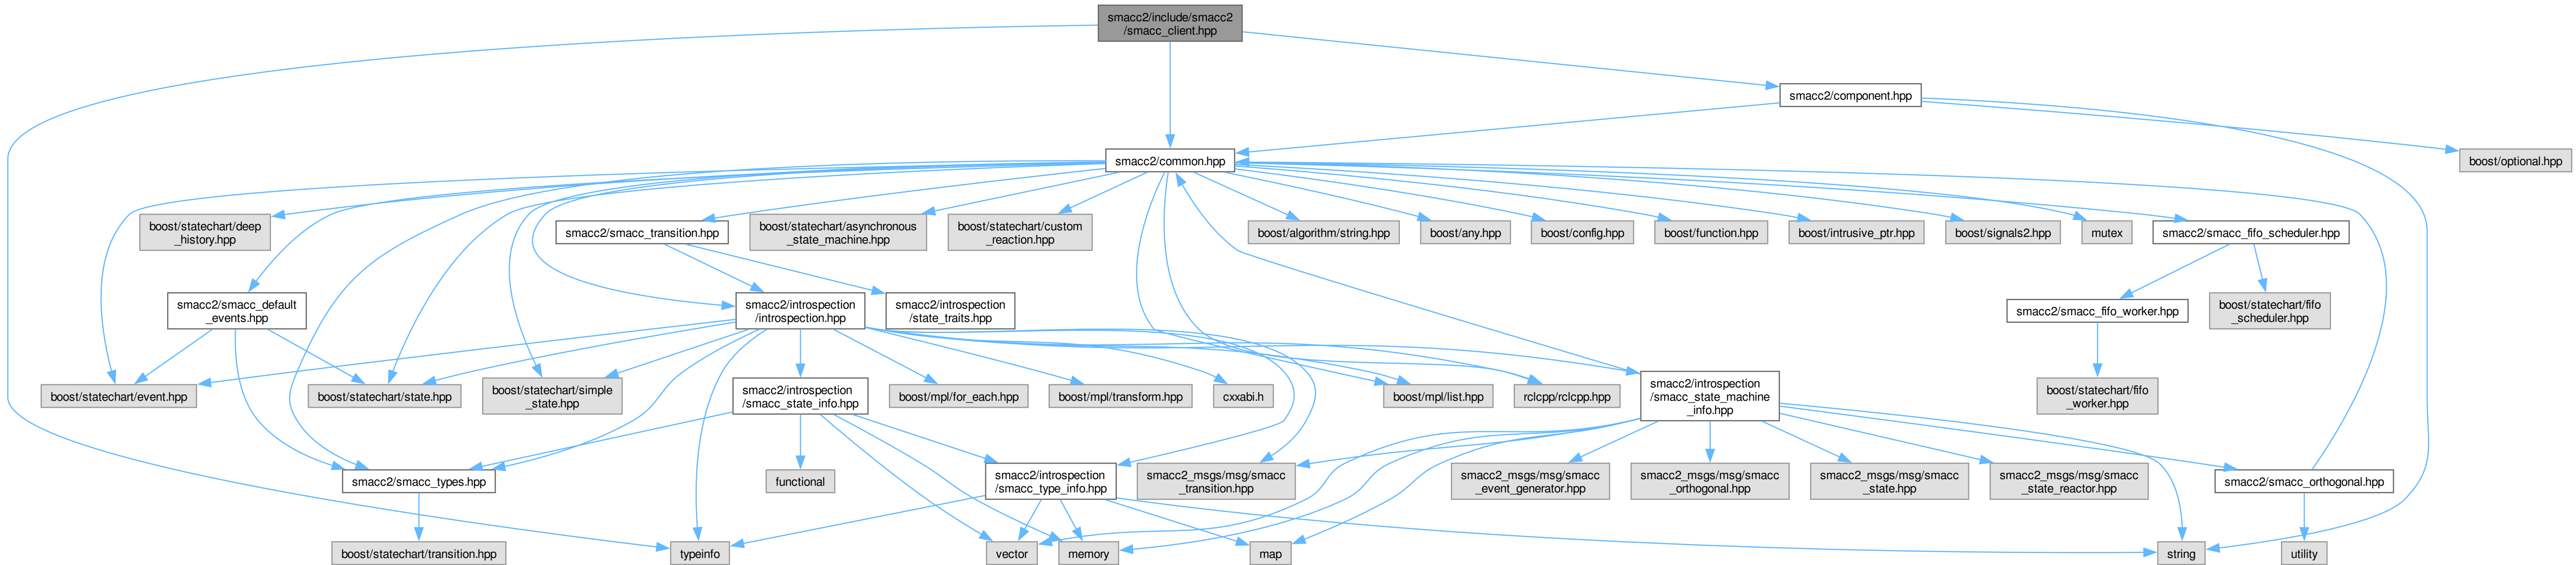 smacc2/include/smacc2
/smacc_client.hpp
smacc2/component.hpp
smacc2/common.hpp
boost/optional.hpp
boost/statechart/deep
_history.hpp
smacc2/smacc_transition.hpp
boost/statechart/asynchronous
_state_machine.hpp
boost/statechart/custom
_reaction.hpp
boost/algorithm/string.hpp
boost/any.hpp
boost/config.hpp
boost/function.hpp
boost/intrusive_ptr.hpp
boost/signals2.hpp
mutex
smacc2/smacc_fifo_scheduler.hpp
smacc2/smacc_default
_events.hpp
smacc2/introspection
/introspection.hpp
smacc2/introspection
/state_traits.hpp
smacc2/smacc_fifo_worker.hpp
boost/statechart/fifo
_scheduler.hpp
boost/statechart/event.hpp
boost/statechart/state.hpp
boost/statechart/simple
_state.hpp
smacc2/introspection
/smacc_state_info.hpp
boost/mpl/for_each.hpp
boost/mpl/transform.hpp
cxxabi.h
boost/mpl/list.hpp
rclcpp/rclcpp.hpp
smacc2/introspection
/smacc_state_machine
_info.hpp
boost/statechart/fifo
_worker.hpp
smacc2/smacc_types.hpp
functional
smacc2/introspection
/smacc_type_info.hpp
smacc2_msgs/msg/smacc
_transition.hpp
smacc2_msgs/msg/smacc
_event_generator.hpp
smacc2_msgs/msg/smacc
_orthogonal.hpp
smacc2_msgs/msg/smacc
_state.hpp
smacc2_msgs/msg/smacc
_state_reactor.hpp
smacc2/smacc_orthogonal.hpp
boost/statechart/transition.hpp
typeinfo
vector
memory
map
string
utility